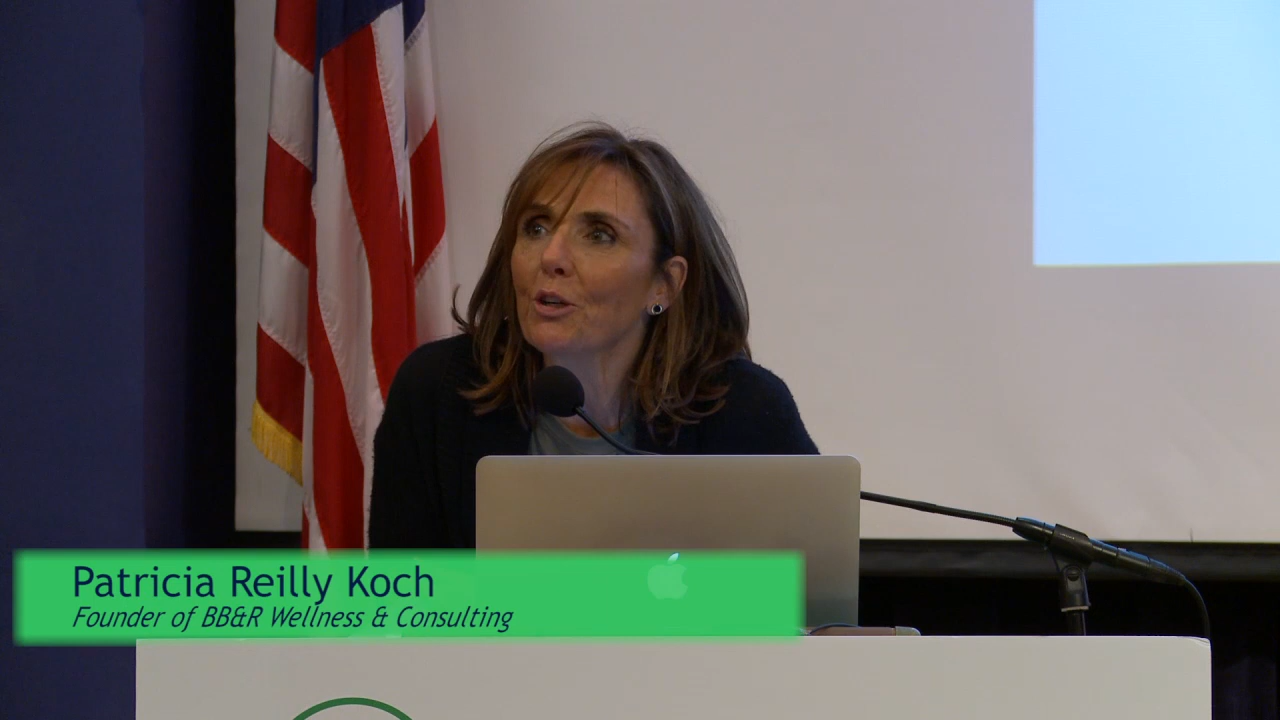 Patricia Reilly Koch
Founder of BB&R Wellness & Consulting